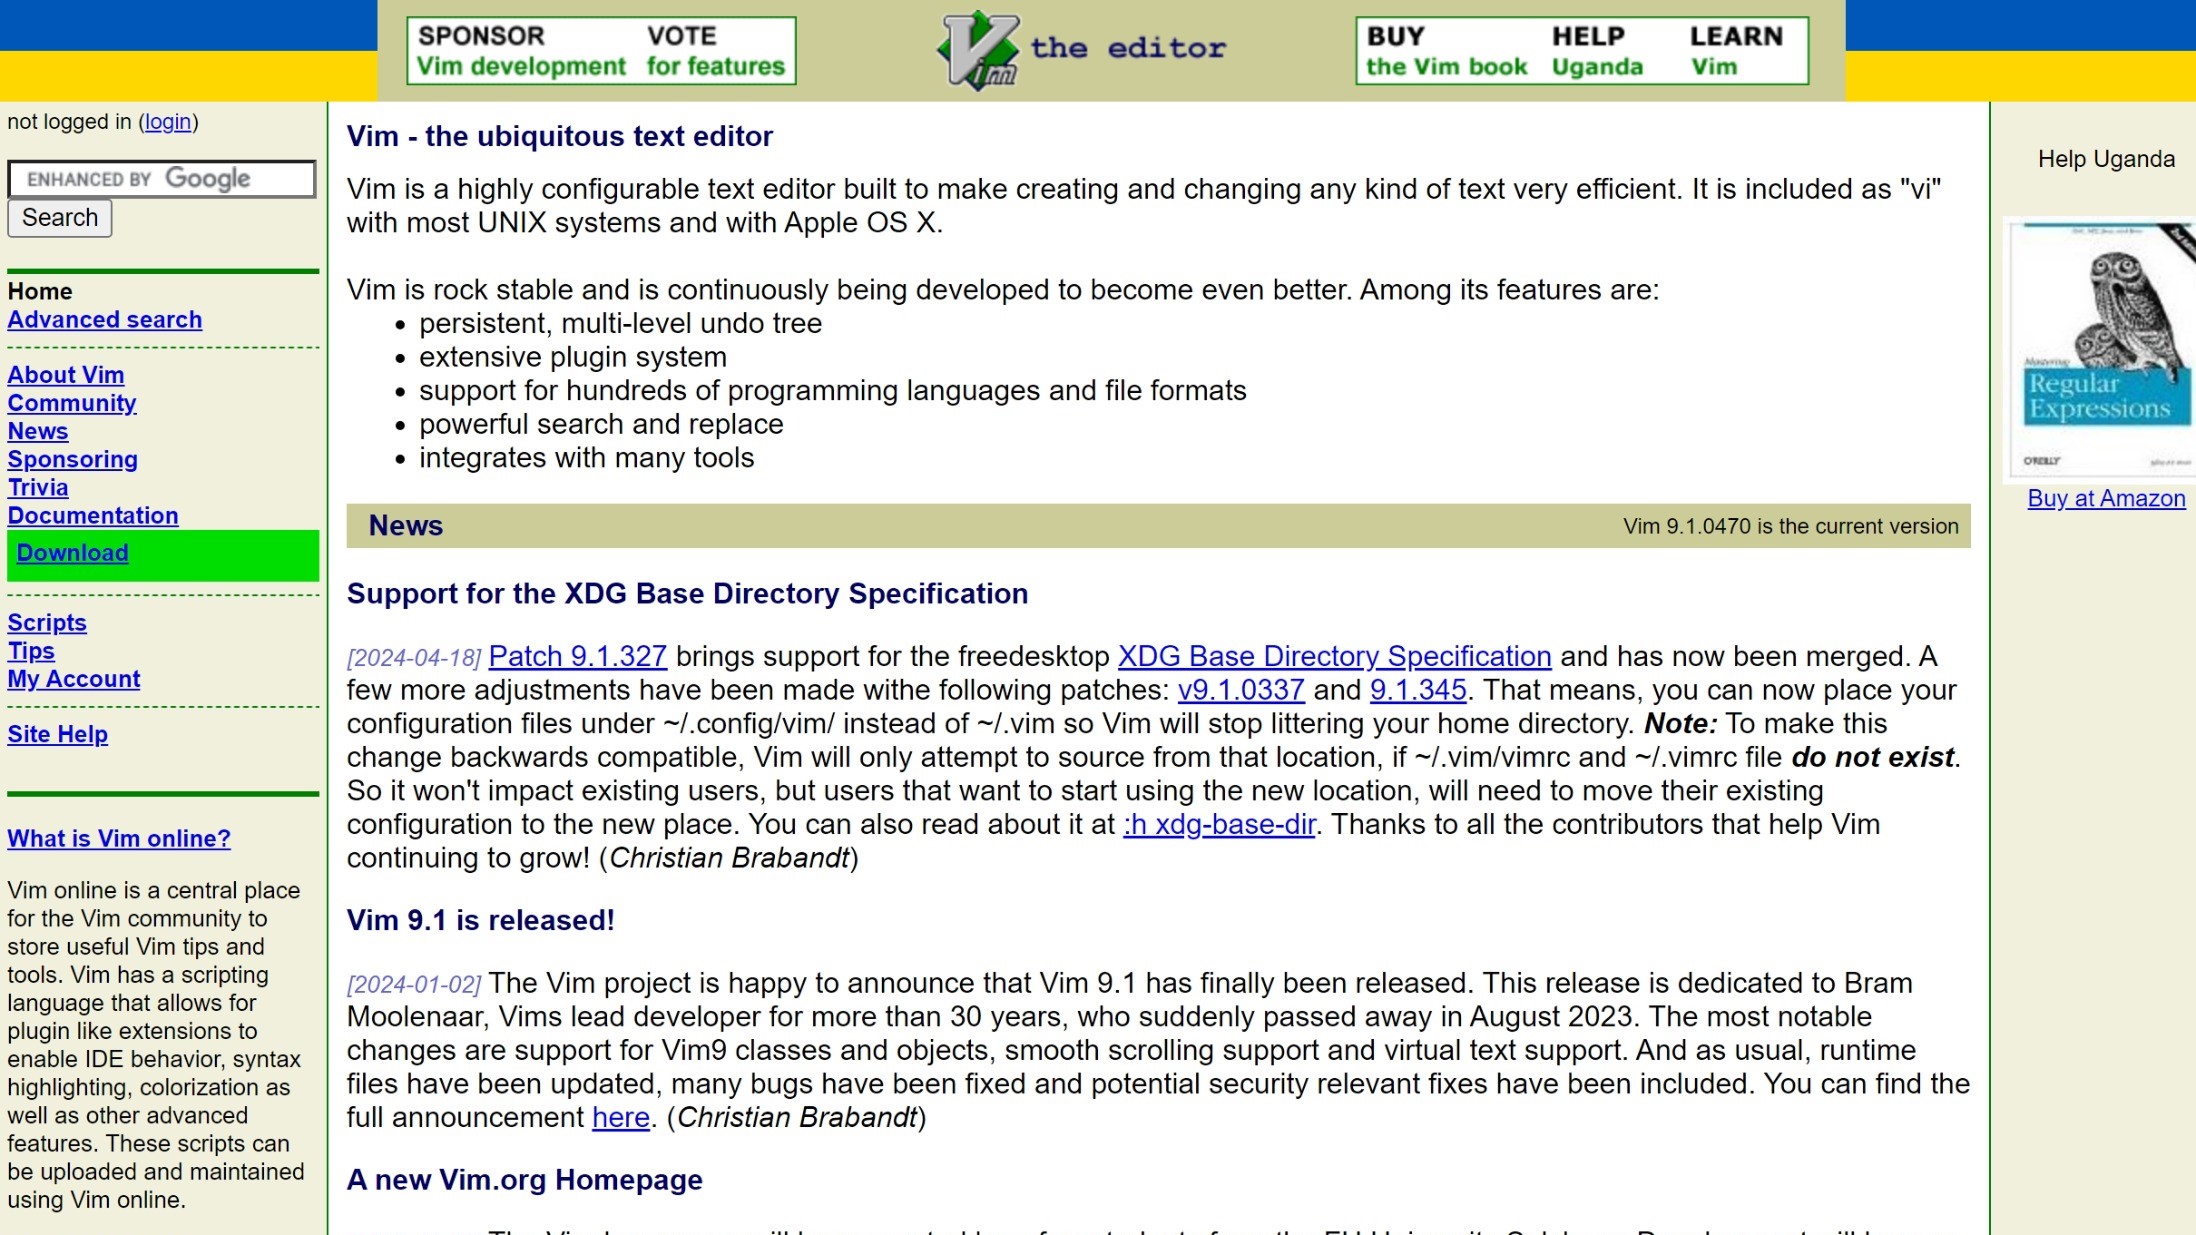 SPONSOR VOTE
Vim development for features
Vim the editor
BUY HELP LEARN
the Vim book Uganda Vim
not logged in (login)
ENHANCED BY Google
Search
Home
Advanced search
About Vim
Community
News
Sponsoring
Trivia
Documentation
Download
Scripts
Tips
My Account
Site Help
What is Vim online?
Vim online is a central place
for the Vim community to
store useful Vim tips and
tools. Vim has a scripting
language that allows for
plugin like extensions to
enable IDE behavior, syntax
highlighting, colorization as
well as other advanced
features. These scripts can
be uploaded and maintained
using Vim online.
Vim - the ubiquitous text editor
Vim is a highly configurable text editor built to make creating and changing any kind of text very efficient. It is included as "vi"
with most UNIX systems and with Apple OS X.
Vim is rock stable and is continuously being developed to become even better. Among its features are:
• persistent, multi-level undo tree
• extensive plugin system
• support for hundreds of programming languages and file formats
• powerful search and replace
• integrates with many tools
News Vim 9.1.0470 is the current version
Support for the XDG Base Directory Specification
[2024-04-18] Patch 9.1.327 brings support for the freedesktop XDG Base Directory Specification and has now been merged. A
few more adjustments have been made withe following patches: v9.1.0337 and 9.1.345. That means, you can now place your
configuration files under ~/.config/vim/ instead of ~/.vim so Vim will stop littering your home directory. Note: To make this
change backwards compatible, Vim will only attempt to source from that location, if ~/.vim/vimrc and ~/.vimrc file do not exist.
So it won't impact existing users, but users that want to start using the new location, will need to move their existing
configuration to the new place. You can also read about it at :h xdg-base-dir. Thanks to all the contributors that help Vim
continuing to grow! (Christian Brabandt)
Vim 9.1 is released!
[2024-01-02] The Vim project is happy to announce that Vim 9.1 has finally been released. This release is dedicated to Bram
Moolenaar, Vims lead developer for more than 30 years, who suddenly passed away in August 2023. The most notable
changes are support for Vim9 classes and objects, smooth scrolling support and virtual text support. And as usual, runtime
files have been updated, many bugs have been fixed and potential security relevant fixes have been included. You can find the
full announcement here. (Christian Brabandt)
A new Vim.org Homepage
Help Uganda
Mastering
Regular
Expressions
O'REILLY
Buy at Amazon